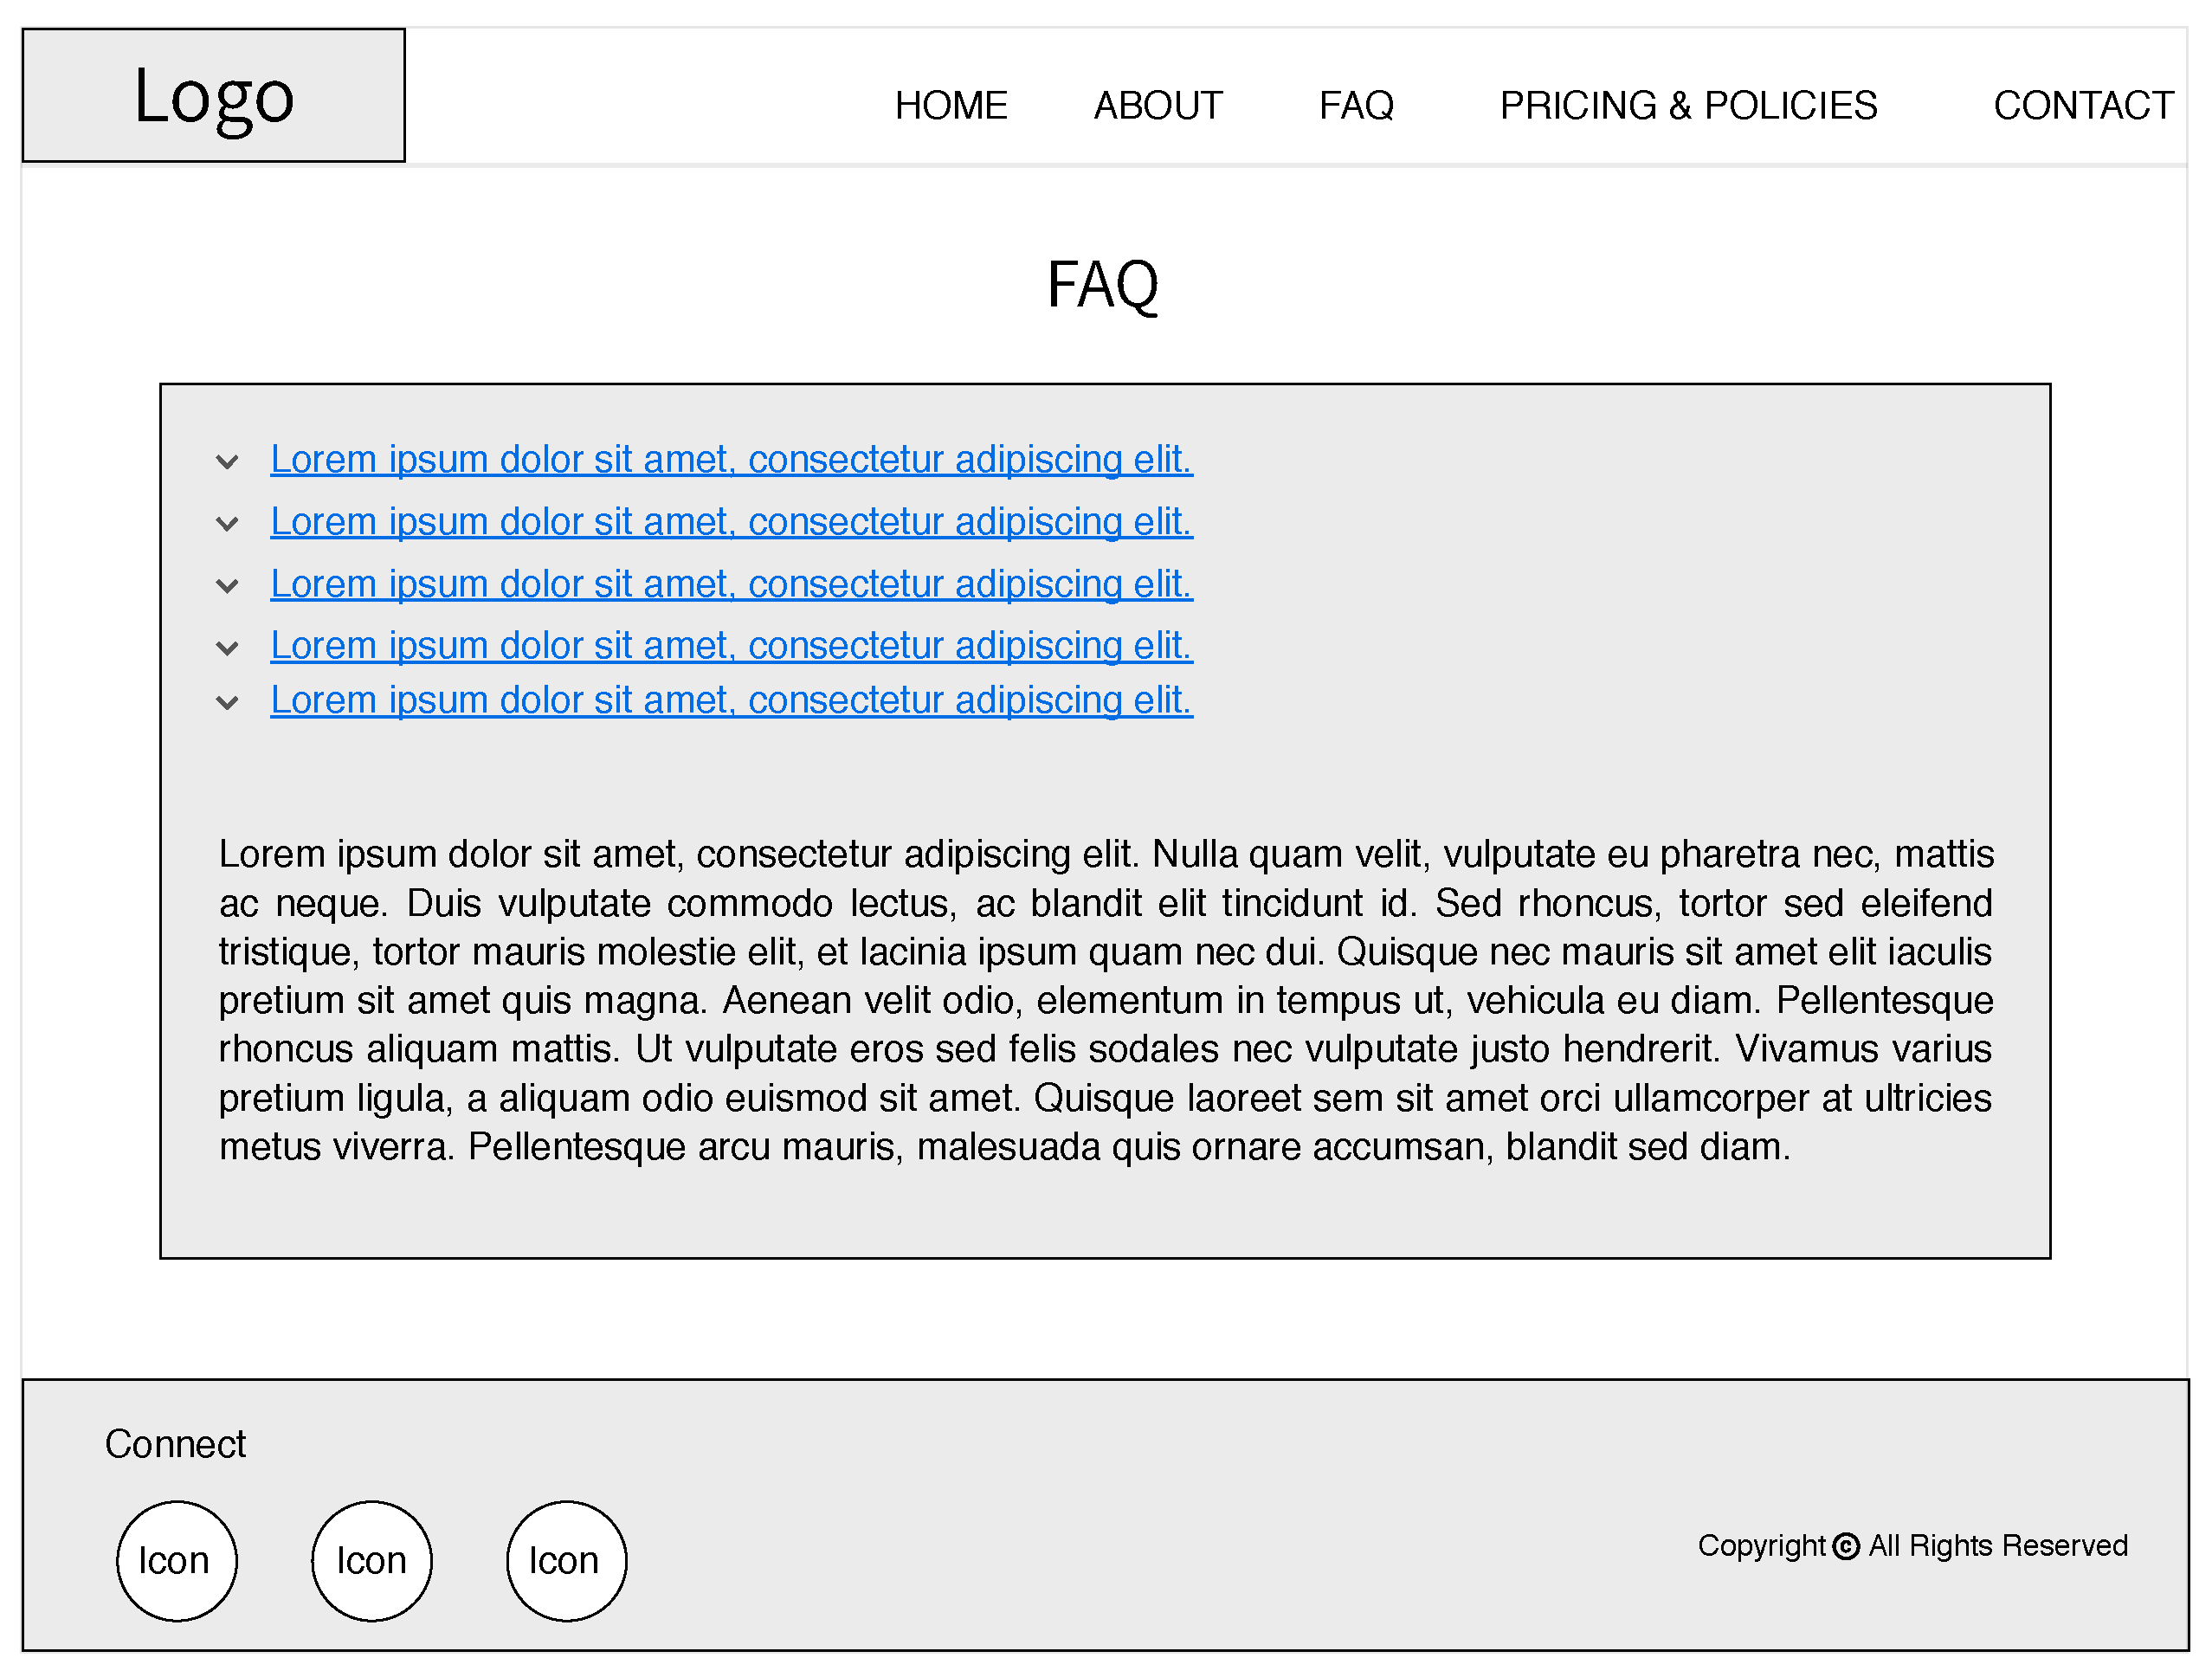 Logo
HOME ABOUT FAQ PRICING & POLICIES CONTACT
FAQ
Lorem ipsum dolor sit amet, consectetur adipiscing elit.
Lorem ipsum dolor sit amet, consectetur adipiscing elit.
Lorem ipsum dolor sit amet, consectetur adipiscing elit.
Lorem ipsum dolor sit amet, consectetur adipiscing elit.
Lorem ipsum dolor sit amet, consectetur adipiscing elit.
Lorem ipsum dolor sit amet, consectetur adipiscing elit. Nulla quam velit, vulputate eu pharetra nec, mattis
ac neque. Duis vulputate commodo lectus, ac blandit elit tincidunt id. Sed rhoncus, tortor sed eleifend
tristique, tortor mauris molestie elit, et lacinia ipsum quam nec dui. Quisque nec mauris sit amet elit iaculis
pretium sit amet quis magna. Aenean velit odio, elementum in tempus ut, vehicula eu diam. Pellentesque
rhoncus aliquam mattis. Ut vulputate eros sed felis sodales nec vulputate justo hendrerit. Vivamus varius
pretium ligula, a aliquam odio euismod sit amet. Quisque laoreet sem sit amet orci ullamcorper at ultricies
metus viverra. Pellentesque arcu mauris, malesuada quis ornare accumsan, blandit sed diam.
Connect
Icon Icon Icon
Copyright © All Rights Reserved